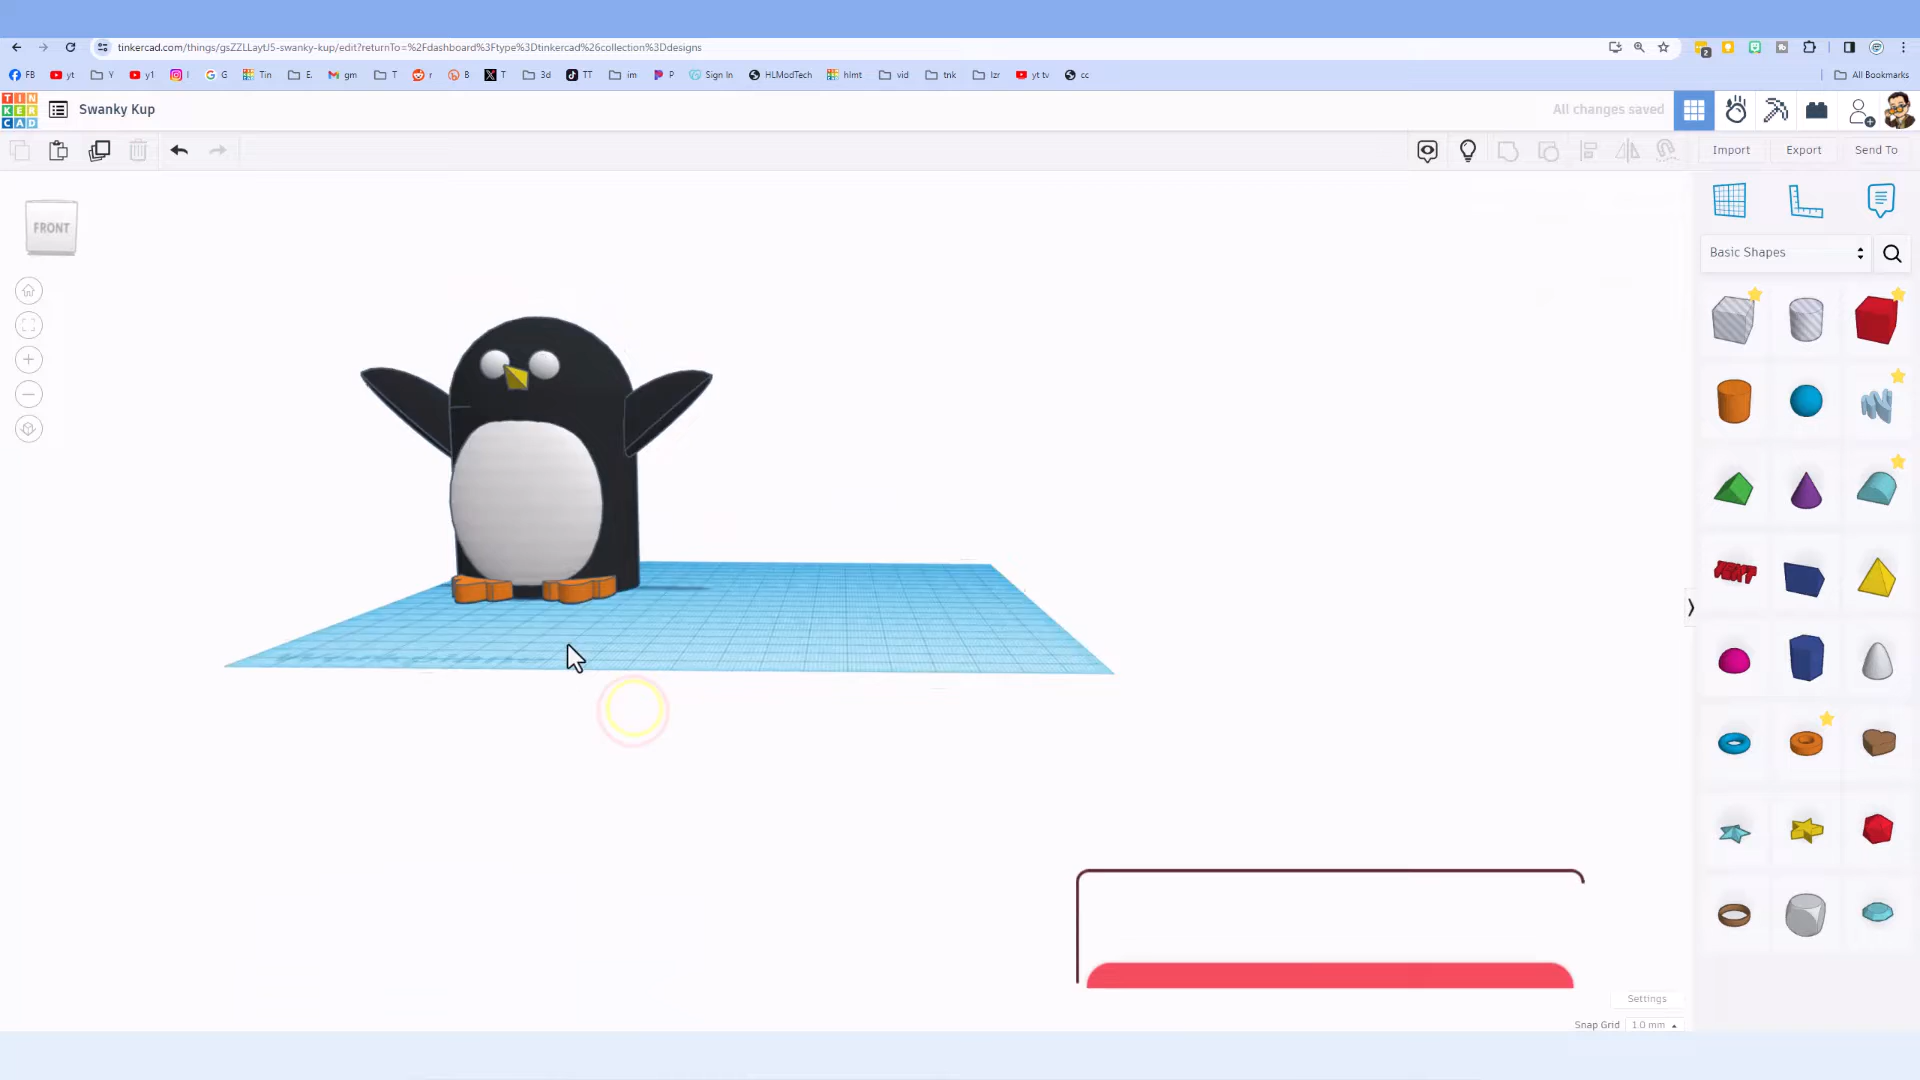 tinkercad.com/things/gsZZLLaytJ5-swanky-kup/edit?returnTo=%2Fdashboard%3Ftype%3Dtinkercad%26collection%3Ddesigns
FB yt Y y1 I G Tin E. gm T r B T 3d TT im P Sign In HLModTech hlmt vid tnk lzr yt tv cc All Bookmarks
TIN
KER
CAD
Swanky Kup
All changes saved
Import Export Send To
FRONT
Basic Shapes
TEXT
Settings
Snap Grid 1.0 mm